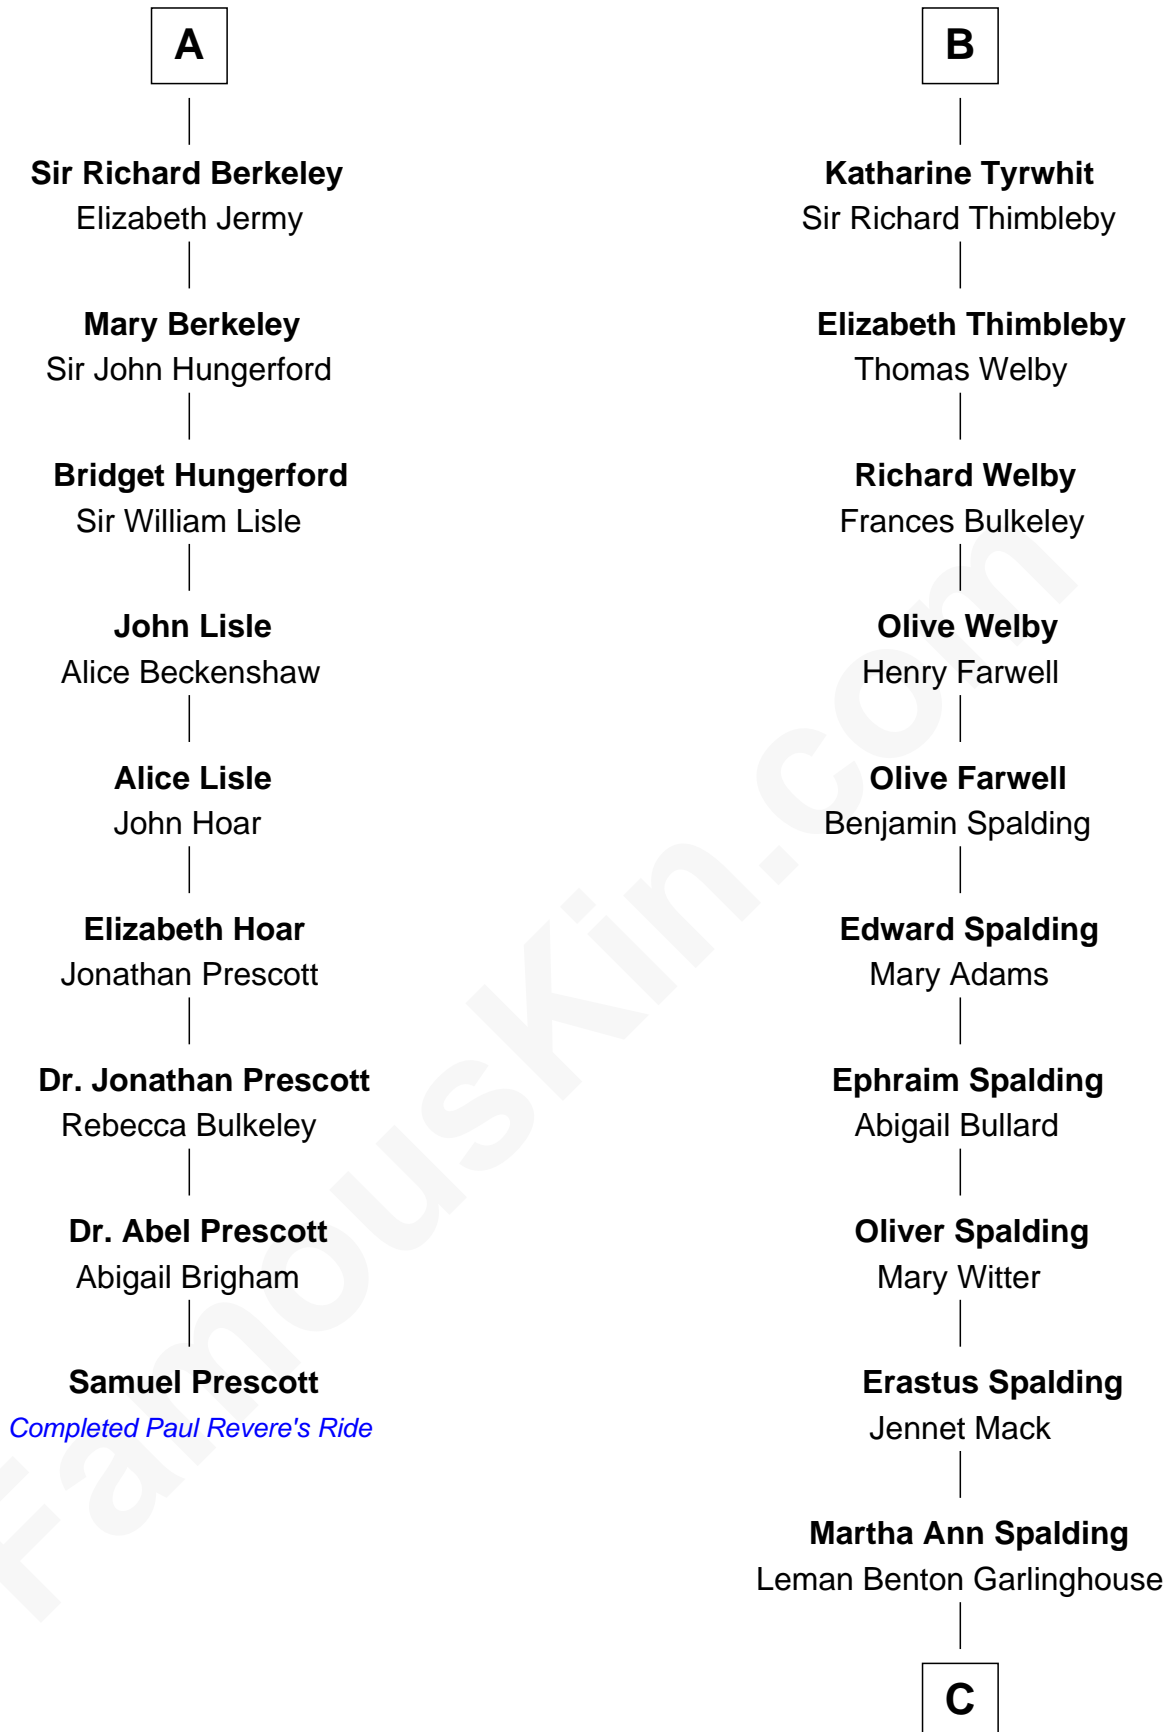 A
Sir Richard Berkeley
Elizabeth Jermy
Mary Berkeley
Sir John Hungerford
Bridget Hungerford
Sir William Lisle
John Lisle
Alice Beckenshaw
Alice Lisle
John Hoar
Elizabeth Hoar
Jonathan Prescott
Dr. Jonathan Prescott
Rebecca Bulkeley
Dr. Abel Prescott
Abigail Brigham
Samuel Prescott
Completed Paul Revere's Ride
B
Katharine Tyrwhit
Sir Richard Thimbleby
Elizabeth Thimbleby
Thomas Welby
Richard Welby
Frances Bulkeley
Olive Welby
Henry Farwell
Olive Farwell
Benjamin Spalding
Edward Spalding
Mary Adams
Ephraim Spalding
Abigail Bullard
Oliver Spalding
Mary Witter
Erastus Spalding
Jennet Mack
Martha Ann Spalding
Leman Benton Garlinghouse
C
FamousKin.com